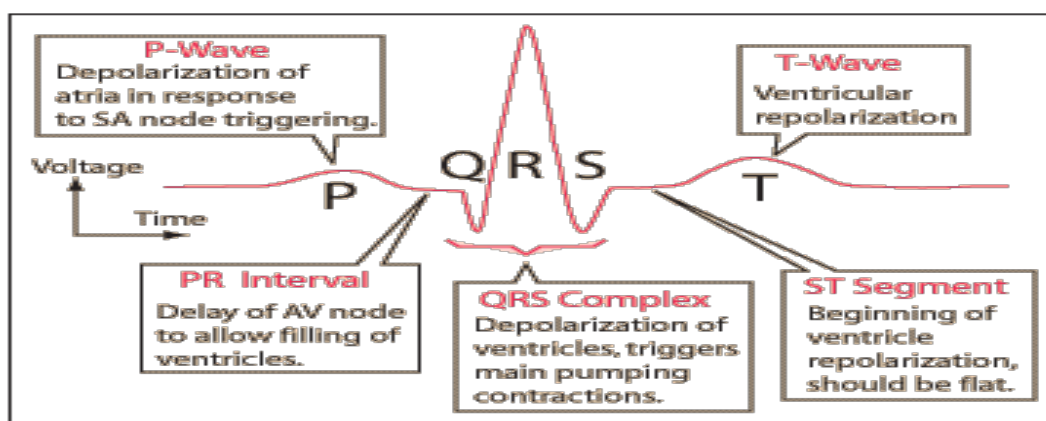 P-Wave
Depolarization of
atria in response
to SA node triggering.
T-Wave
Ventricular
repolarization
Q R S
Voltage
P
T
Time
PR Interval
Delay of AV node
to allow filling of
ventricles.
QRS Complex
Depolarization of
ventricles, triggers
main pumping
contractions.
ST Segment
Beginning of
ventricle
repolarization,
should be flat.